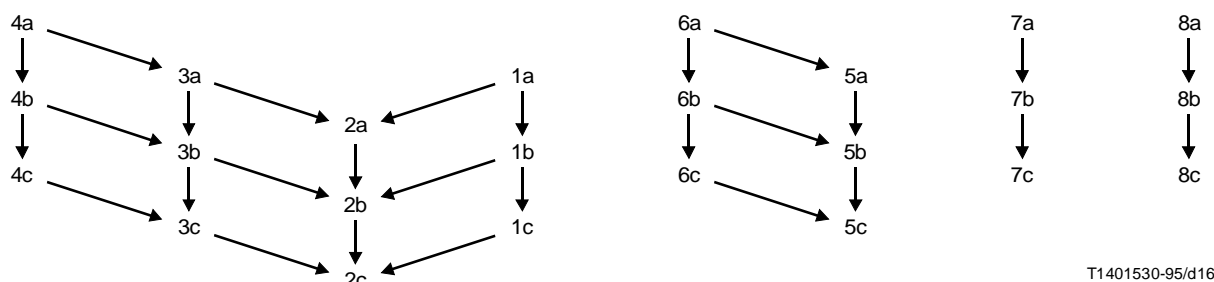 4a 6a 7a 8a
3a 1a 5a
4b 6b 7b 8b
2a
3b 1b 5b
4c 6c 7c 8c
2b
3c 1c 5c
2c
T1401530-95/d16